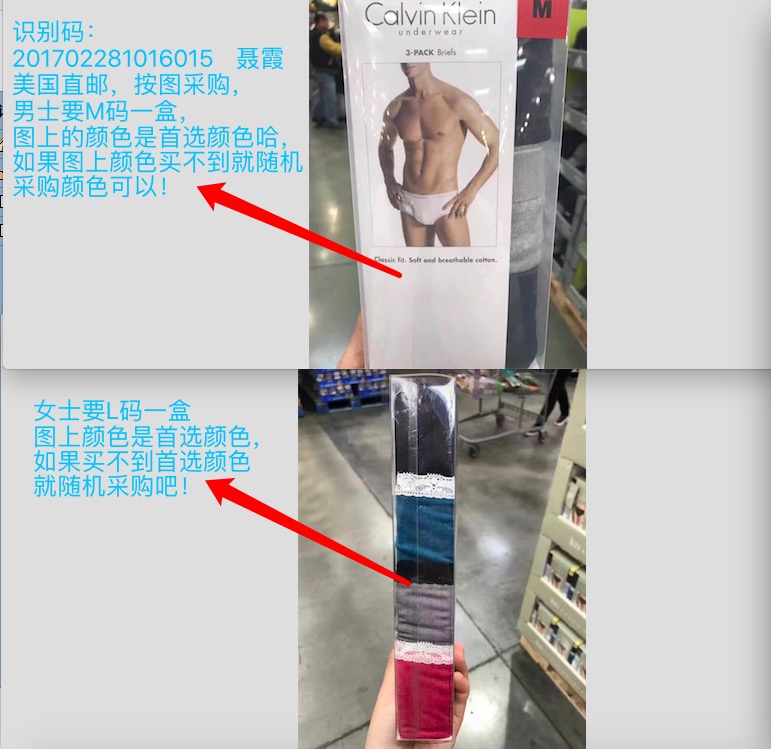 识别码：
201702281016015 聂霞
美国直邮，按图采购，
男士要M码一盒，
图上的颜色是首选颜色哈，
如果图上颜色买不到就随机
采购颜色可以！
Calvin Klein
underwear
M
3-PACK Briefs
Classic fit. Soft and breathable cotton.
女士要L码一盒
图上颜色是首选颜色，
如果买不到首选颜色
就随机采购吧！